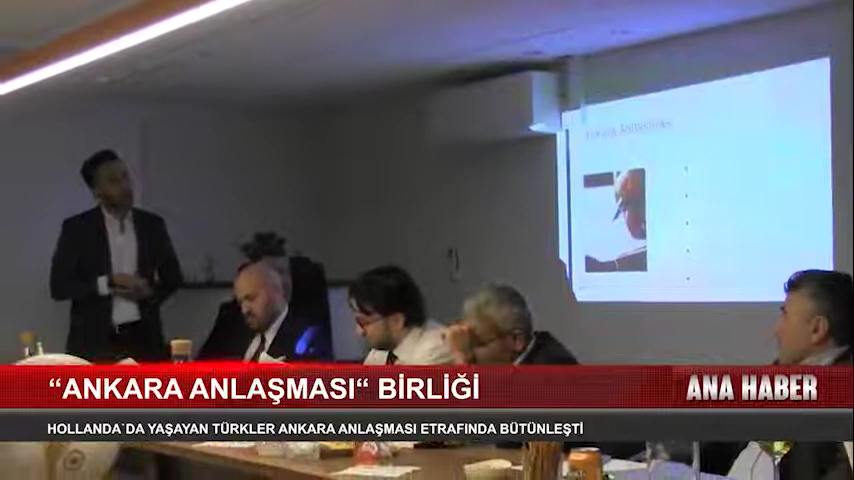 "ANKARA ANLAŞMASI" BİRLİĞİ
ANA HABER
HOLLANDA`DA YAŞAYAN TÜRKLER ANKARA ANLAŞMASI ETRAFINDA BÜTÜNLEŞTİ